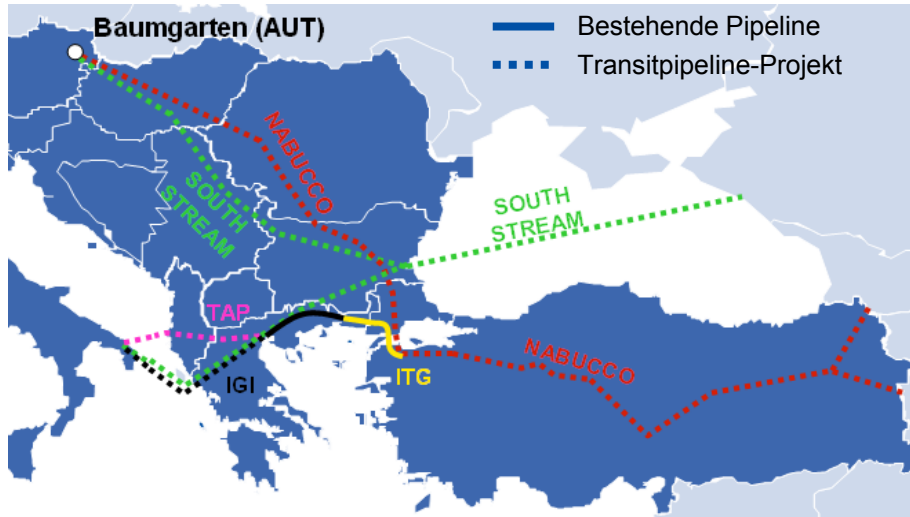 Baumgarten (AUT)
Bestehende Pipeline
Transitpipeline-Projekt
NABUCCO
SOUTH
STREAM
SOUTH
STREAM
TAP
IGI
ITG
NABUCCO